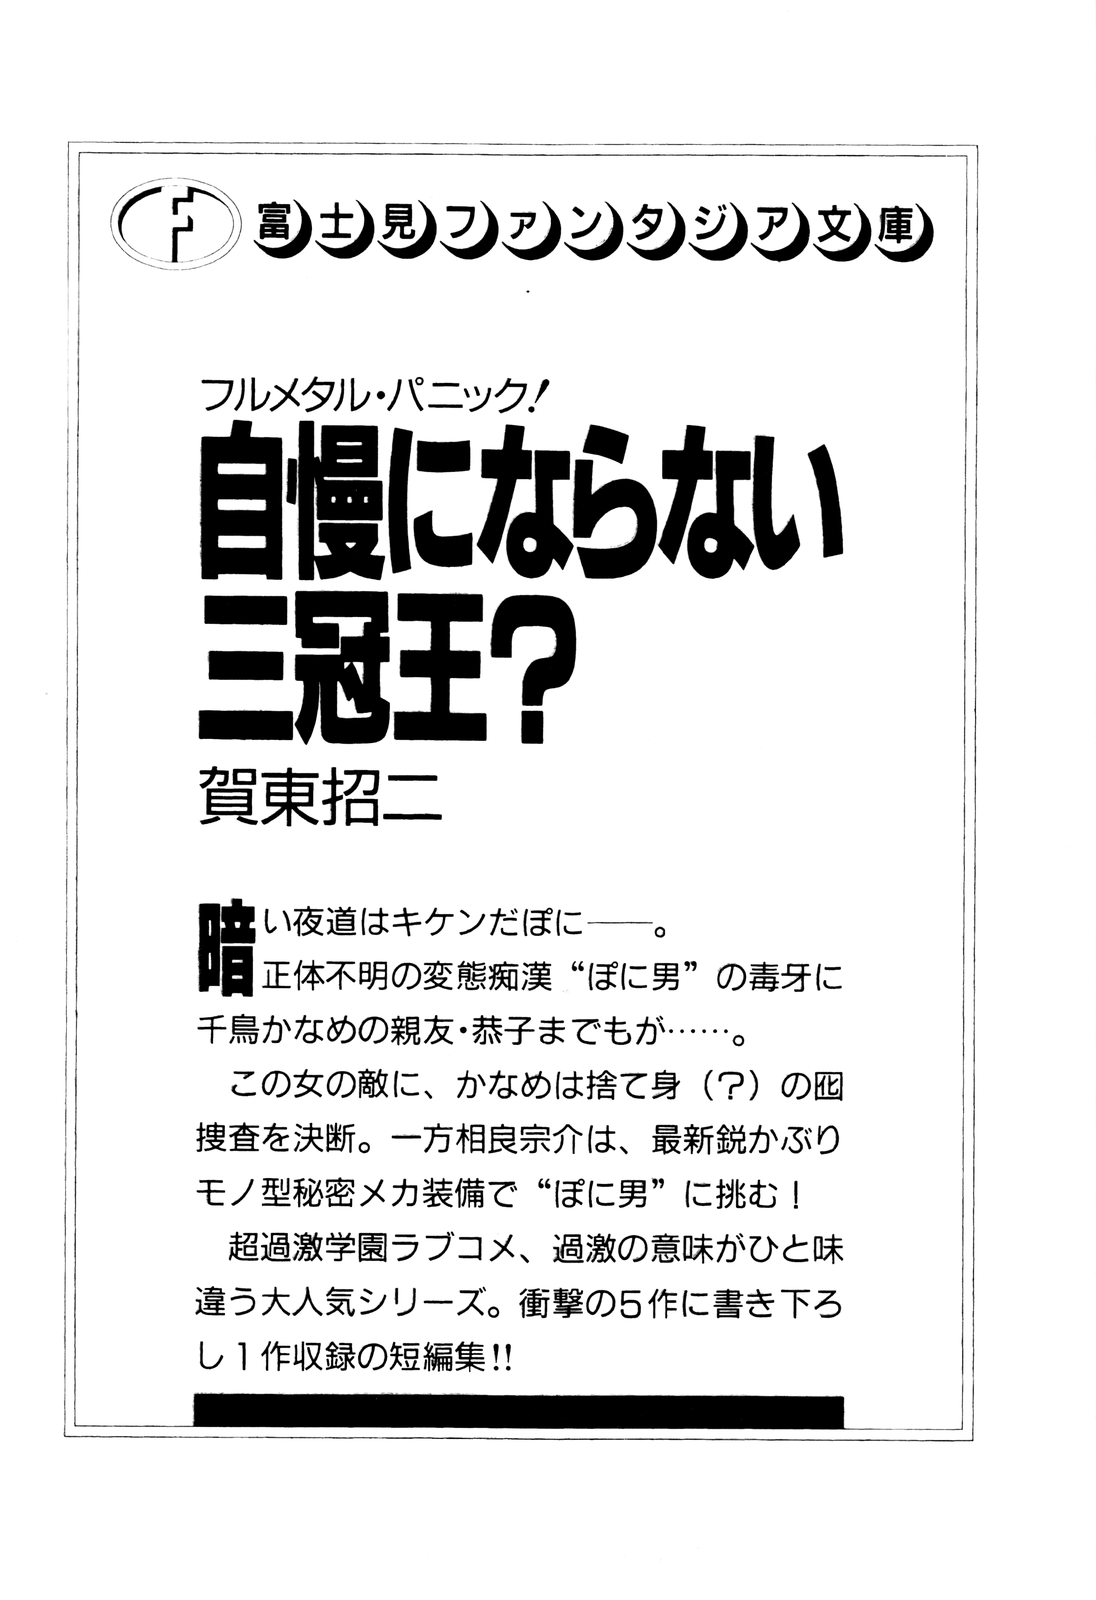 富士見ファンタジア文庫
フルメタル・パニック!
自慢にならない
三冠王?
賀東招二
暗い夜道はキケンだぽに――。
正体不明の変態痴漢“ぽに男”の毒牙に
千鳥かなめの親友・恭子までもが……。
この女の敵に、かなめは捨て身(?)の囮
捜査を決断。一方相良宗介は、最新鋭かぶり
モノ型秘密メカ装備で“ぽに男”に挑む!
超過激学園ラブコメ、過激の意味がひと味
違う大人気シリーズ。衝撃の5作に書き下ろ
し1作収録の短編集!!